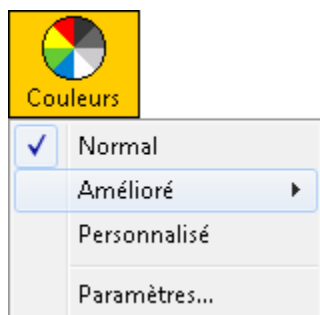 Couleurs
Normal
Amélioré
Personnalisé
Paramètres...